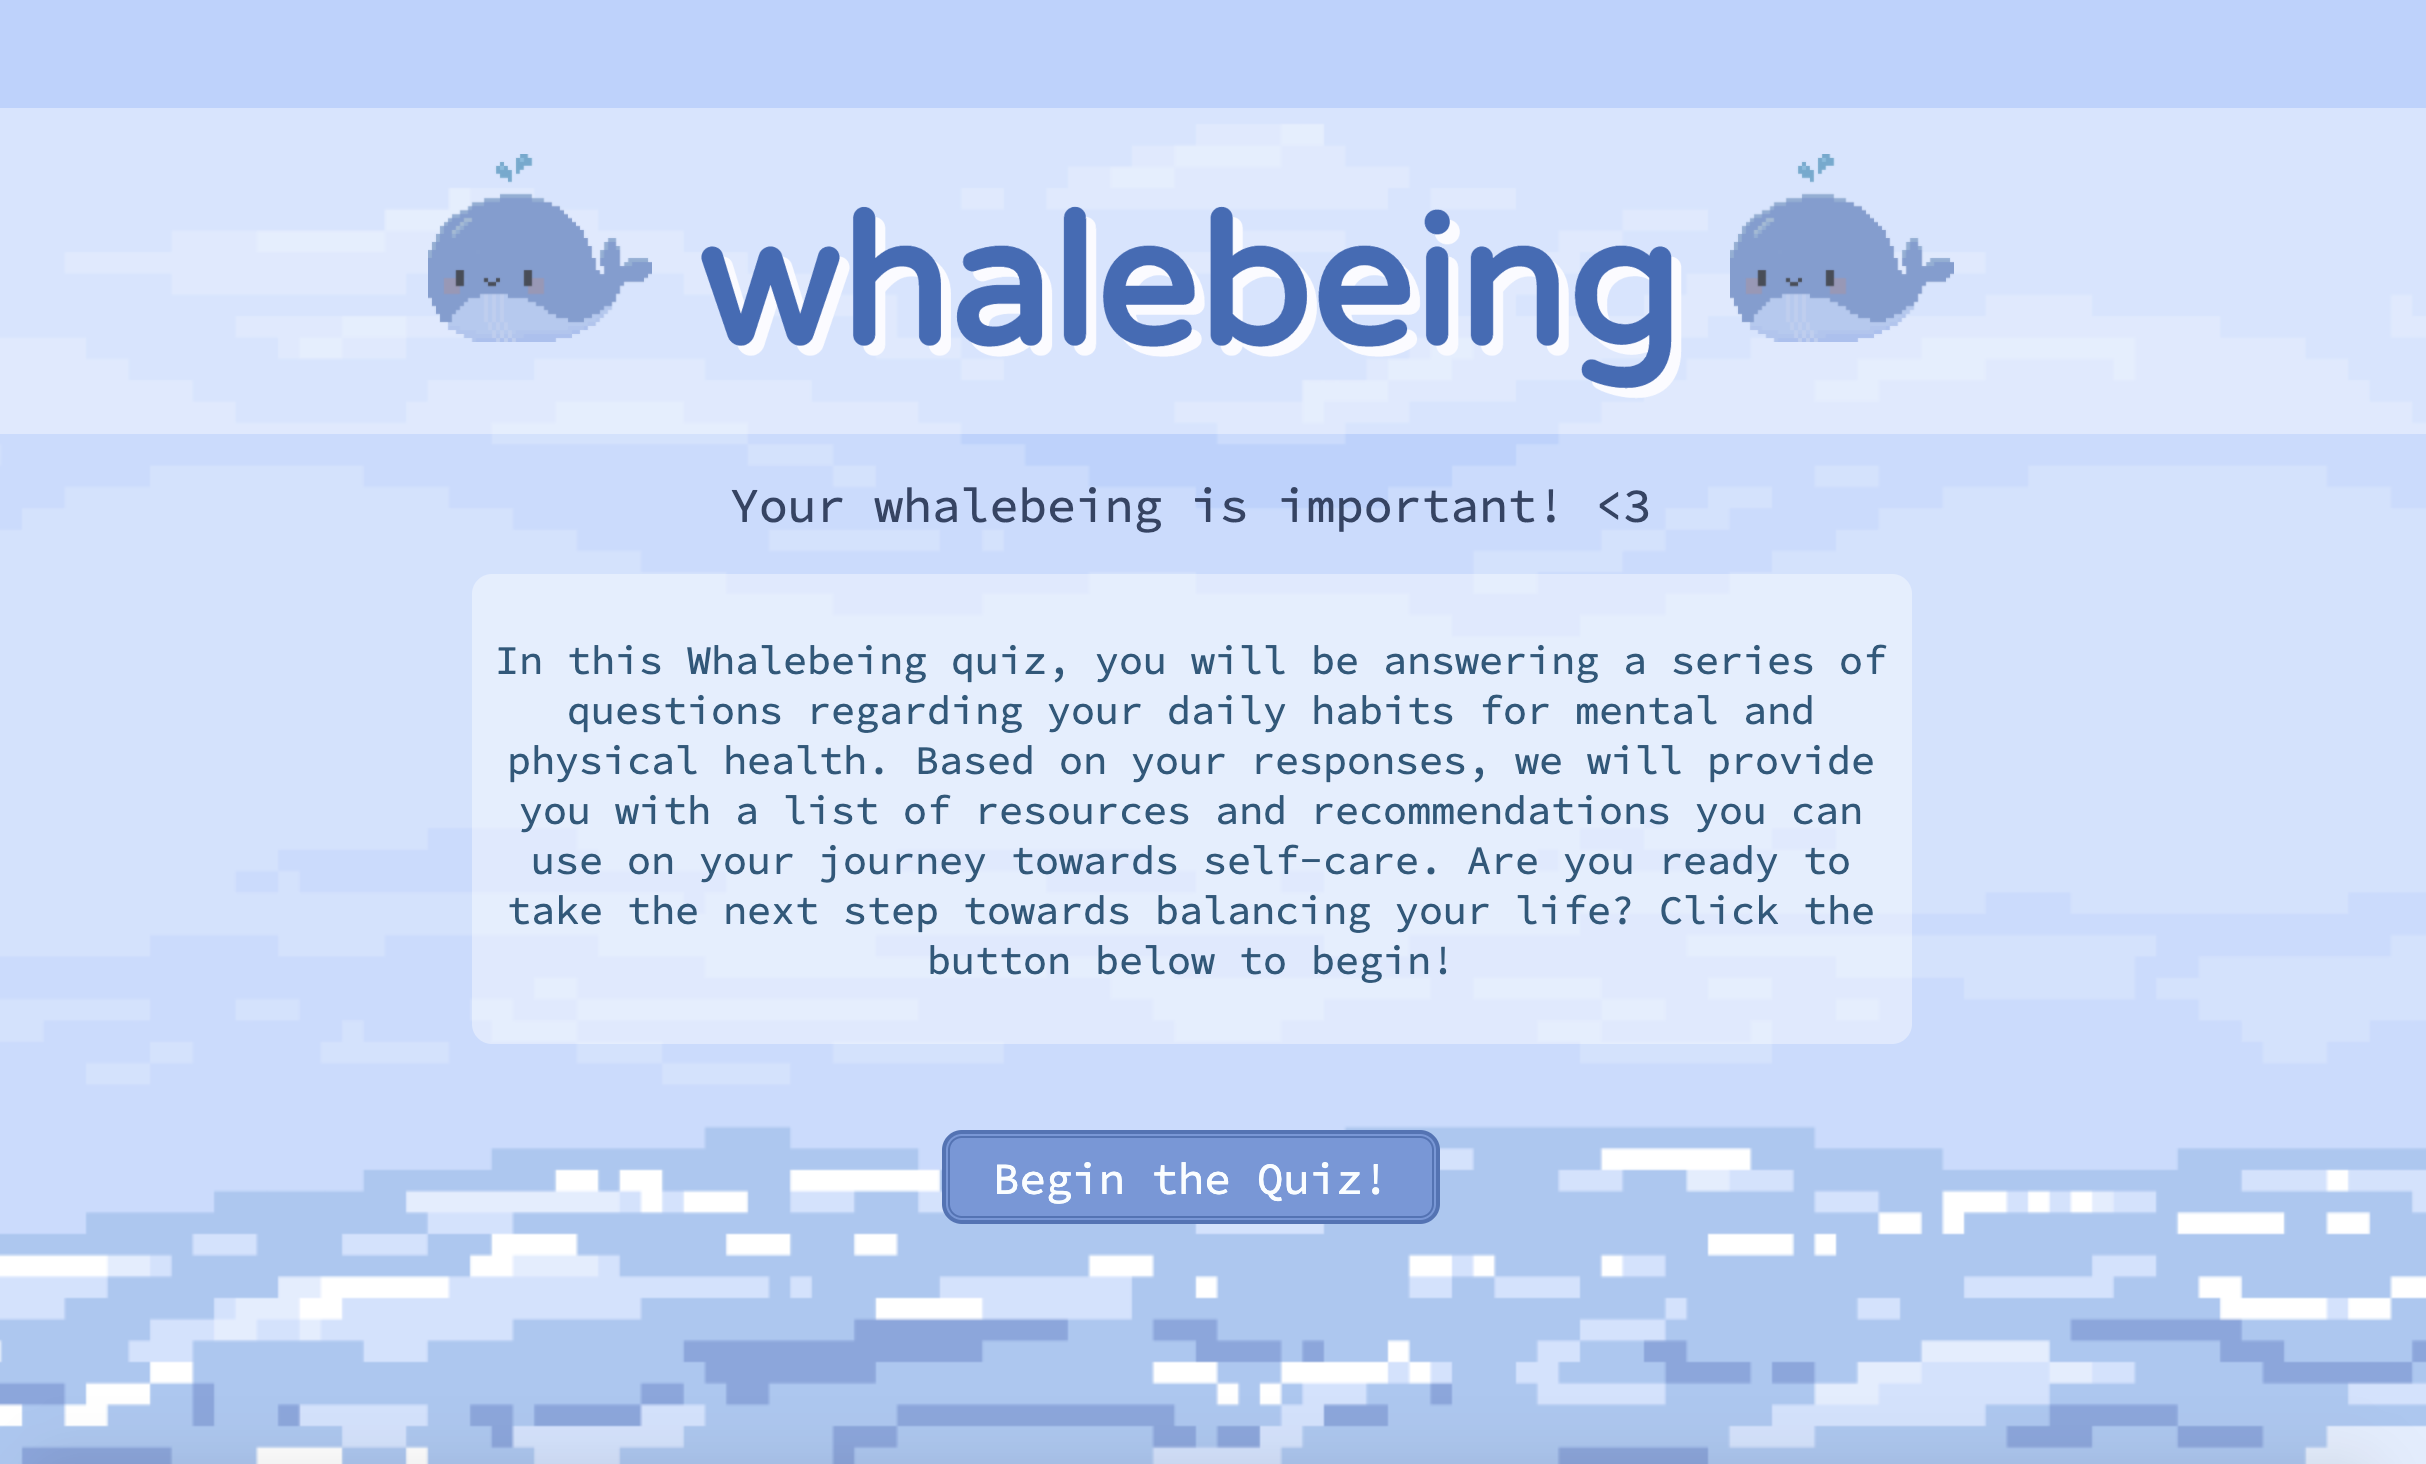 whalebeing
Your whalebeing is important! <3
In this Whalebeing quiz, you will be answering a series of
questions regarding your daily habits for mental and
physical health. Based on your responses, we will provide
you with a list of resources and recommendations you can
use on your journey towards self-care. Are you ready to
take the next step towards balancing your life? Click the
button below to begin!
Begin the Quiz!